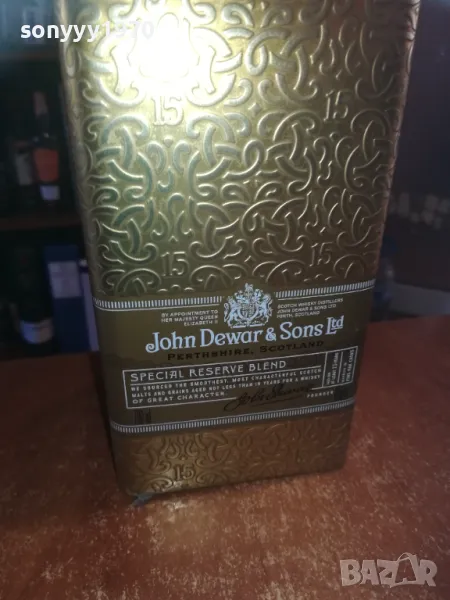 sonyyy1970
15
15
15
BY APPOINTMENT TO
HER MAJESTY QUEEN
ELIZABETH II
SCOTCH WHISKY DISTILLERS
JOHN DEWAR & SONS LTD.
PERTH, SCOTLAND
John Dewar & Sons Ltd
PERTHSHIRE, SCOTLAND
SPECIAL RESERVE BLEND
WE SOURCED THE SMOOTHEST, MOST CHARACTERFUL SCOTCH
MALTS AND GRAINS AGED NOT LESS THAN 15 YEARS FOR A WHISKY
OF GREAT CHARACTER.
FOUNDER
15
15
BAZAR